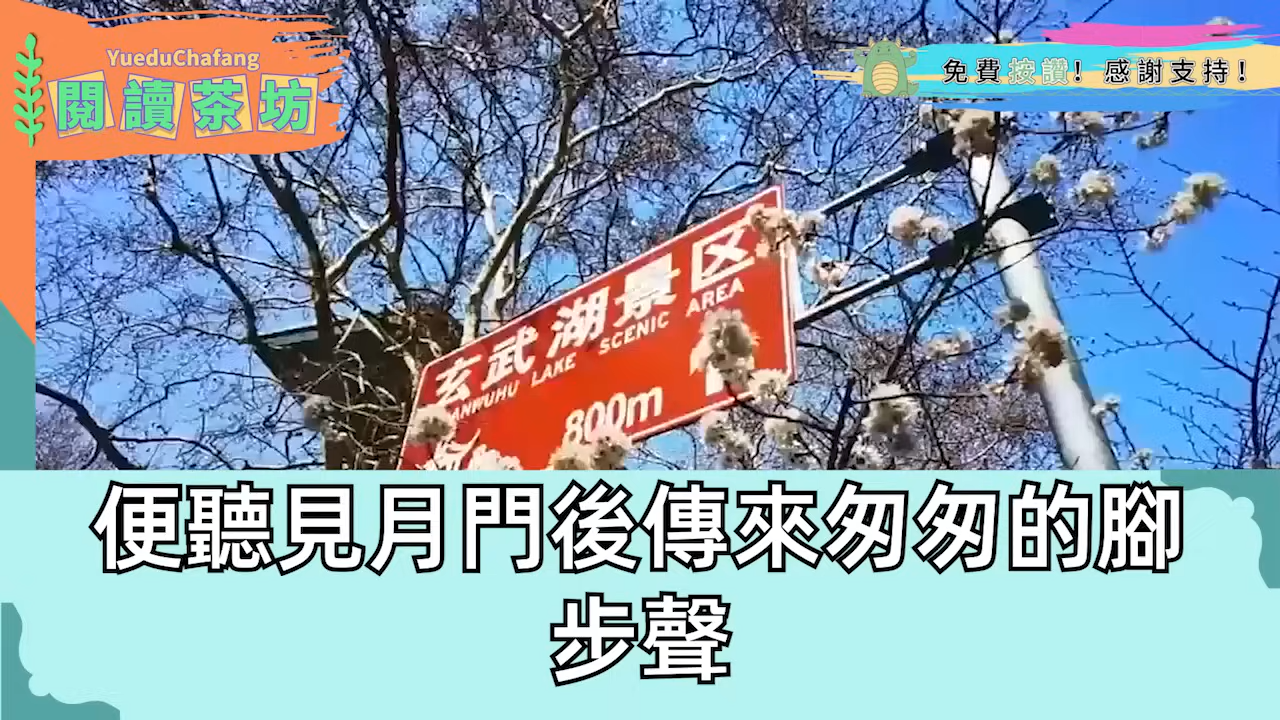 YueduChafang
閱讀茶坊
免費按讚!感謝支持!
玄武湖景区
LAKE SCENIC AREA
800m
便聽見月門後傳來匆匆的腳
步聲